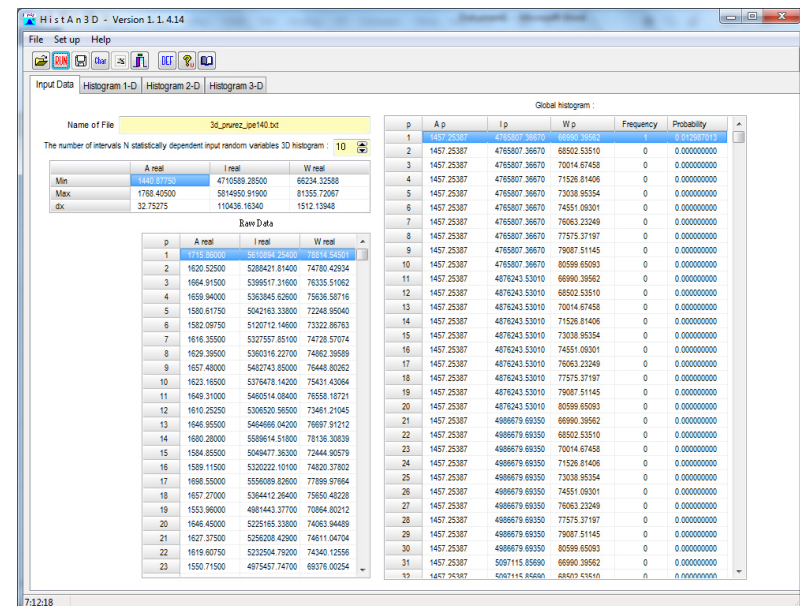 HistAn3D - Version 1. 1. 4.14
File Set up Help
RUN Char DEF
Input Data Histogram 1-D Histogram 2-D Histogram 3-D
Name of File 3d_prurez_ipe140.txt
The number of intervals N statistically dependent input random variables 3D histogram : 10
A real I real W real
Min 1440.87750 4710589.28500 66234.32588
Max 1768.40500 5814950.91900 81355.72067
dx 32.75275 110436.16340 1512.13948
Raw Data
p A real I real W real
1 1715.86000 5610894.25400 78814.54501
2 1620.52500 5288421.81400 74780.42934
3 1664.91500 5399517.31600 76335.51062
4 1659.94000 5363845.62600 75636.58716
5 1580.61750 5042163.33800 72248.95040
6 1582.09750 5120712.14600 73322.86763
7 1616.35500 5327557.85100 74728.57074
8 1629.39500 5360316.22700 74862.39589
9 1657.48000 5482743.85000 76448.80262
10 1623.16500 5376478.14200 75431.43064
11 1649.31000 5460514.08400 76558.18721
12 1610.25250 5306520.56500 73461.21045
13 1646.95500 5464666.04200 76697.91212
14 1680.28000 5589614.51800 78136.30839
15 1584.85500 5049477.36300 72444.90579
16 1589.11500 5320222.10100 74820.37802
17 1698.55000 5556089.82600 77899.97664
18 1657.27000 5364412.26400 75650.48228
19 1553.96000 4981443.37700 70864.80212
20 1646.45000 5225165.33800 74063.94489
21 1627.37500 5256208.42900 74611.04704
22 1619.60750 5232504.79200 74340.12556
23 1550.71500 4975457.74700 69376.00254
Global histogram :
p A p I p W p Frequency Probability
1 1457.25387 4765807.36670 66990.39562 1 0.012987013
2 1457.25387 4765807.36670 68502.53510 0 0.000000000
3 1457.25387 4765807.36670 70014.67458 0 0.000000000
4 1457.25387 4765807.36670 71526.81406 0 0.000000000
5 1457.25387 4765807.36670 73038.95354 0 0.000000000
6 1457.25387 4765807.36670 74551.09301 0 0.000000000
7 1457.25387 4765807.36670 76063.23249 0 0.000000000
8 1457.25387 4765807.36670 77575.37197 0 0.000000000
9 1457.25387 4765807.36670 79087.51145 0 0.000000000
10 1457.25387 4765807.36670 80599.65093 0 0.000000000
11 1457.25387 4876243.53010 66990.39562 0 0.000000000
12 1457.25387 4876243.53010 68502.53510 0 0.000000000
13 1457.25387 4876243.53010 70014.67458 0 0.000000000
14 1457.25387 4876243.53010 71526.81406 0 0.000000000
15 1457.25387 4876243.53010 73038.95354 0 0.000000000
16 1457.25387 4876243.53010 74551.09301 0 0.000000000
17 1457.25387 4876243.53010 76063.23249 0 0.000000000
18 1457.25387 4876243.53010 77575.37197 0 0.000000000
19 1457.25387 4876243.53010 79087.51145 0 0.000000000
20 1457.25387 4876243.53010 80599.65093 0 0.000000000
21 1457.25387 4986679.69350 66990.39562 0 0.000000000
22 1457.25387 4986679.69350 68502.53510 0 0.000000000
23 1457.25387 4986679.69350 70014.67458 0 0.000000000
24 1457.25387 4986679.69350 71526.81406 0 0.000000000
25 1457.25387 4986679.69350 73038.95354 0 0.000000000
26 1457.25387 4986679.69350 74551.09301 0 0.000000000
27 1457.25387 4986679.69350 76063.23249 0 0.000000000
28 1457.25387 4986679.69350 77575.37197 0 0.000000000
29 1457.25387 4986679.69350 79087.51145 0 0.000000000
30 1457.25387 4986679.69350 80599.65093 0 0.000000000
31 1457.25387 5097115.85690 66990.39562 0 0.000000000
32 1457.25387 5097115.85690 68502.53510 0 0.000000000
7:12:18